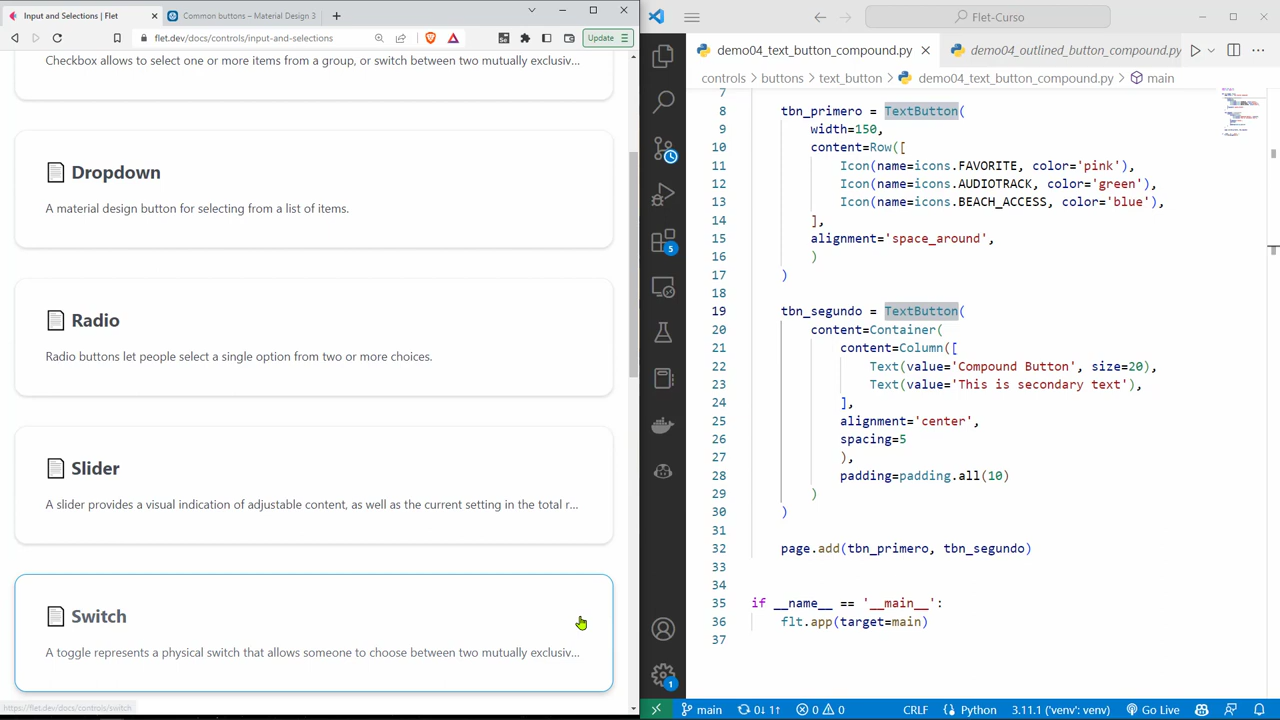 Input and Selections | Flet
Common buttons – Material Design 3
flet.dev/docs/controls/input-and-selections
Update
Checkbox allows to select one or more items from a group, or switch between two mutually exclusiv...
Dropdown
A material design button for selecting from a list of items.
Radio
Radio buttons let people select a single option from two or more choices.
Slider
A slider provides a visual indication of adjustable content, as well as the current setting in the total r...
Switch
A toggle represents a physical switch that allows someone to choose between two mutually exclusiv...
https://flet.dev/docs/controls/switch
Flet-Curso
demo04_text_button_compound.py
demo04_outlined_button_compound.py
controls > buttons > text_button > demo04_text_button_compound.py > main
7
8 tbn_primero = TextButton(
9 width=150,
10 content=Row([
11 Icon(name=icons.FAVORITE, color='pink'),
12 Icon(name=icons.AUDIOTRACK, color='green'),
13 Icon(name=icons.BEACH_ACCESS, color='blue'),
14 ],
15 alignment='space_around',
16 )
17 )
18
19 tbn_segundo = TextButton(
20 content=Container(
21 content=Column([
22 Text(value='Compound Button', size=20),
23 Text(value='This is secondary text'),
24 ],
25 alignment='center',
26 spacing=5
27 ),
28 padding=padding.all(10)
29 )
30 )
31
32 page.add(tbn_primero, tbn_segundo)
33
34
35 if __name__ == '__main__':
36 flt.app(target=main)
37
5
1
main 0↓ 1↑ 0 0 CRLF Python 3.11.1 ('venv': venv) Go Live